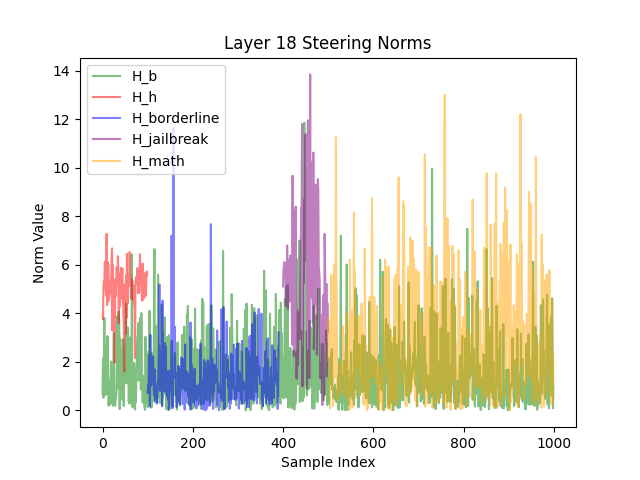 Layer 18 Steering Norms
14
12
10
8
6
4
2
0
Norm Value
H_b
H_h
H_borderline
H_jailbreak
H_math
0
200
400
600
800
1000
Sample Index